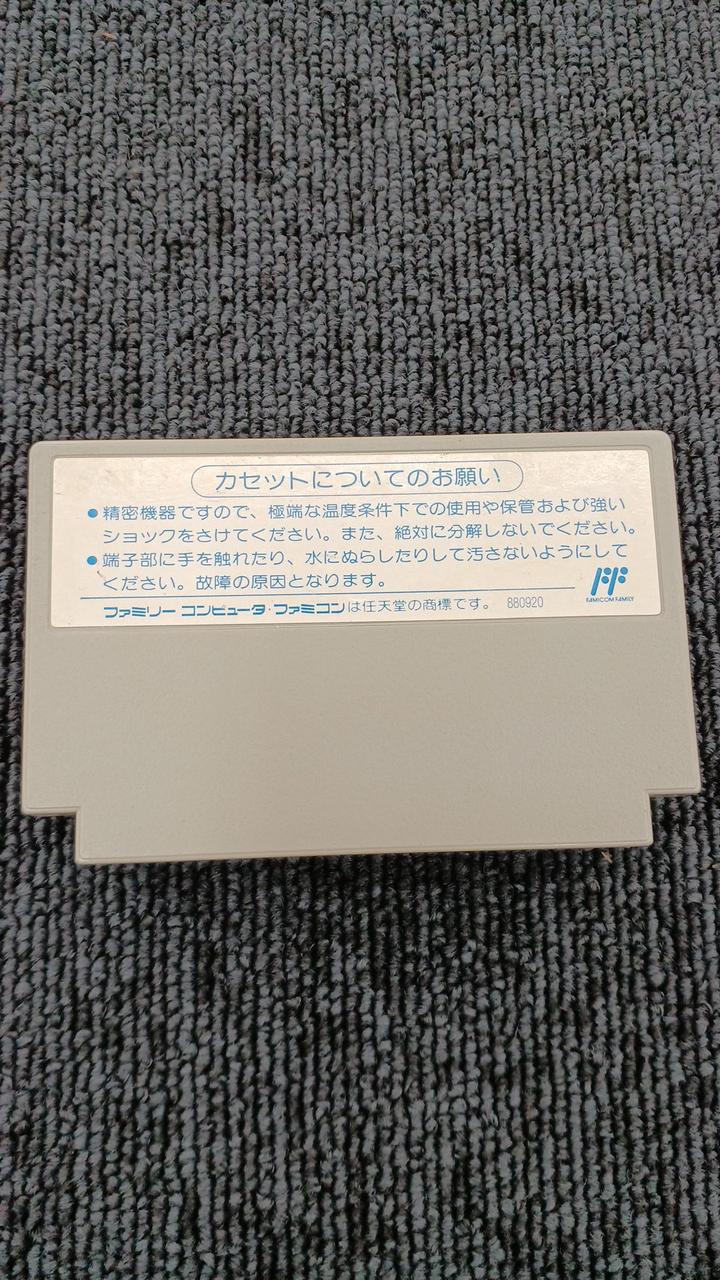 カセットについてのお願い
●精密機器ですので、極端な温度条件下での使用や保管および強い
ショックをさけてください。また、絶対に分解しないでください。
●端子部に手を触れたり、水にぬらしたりして汚さないようにして
ください。故障の原因となります。
FAMICOM FAMILY
ファミリー コンピュータ・ファミコンは任天堂の商標です。 880920